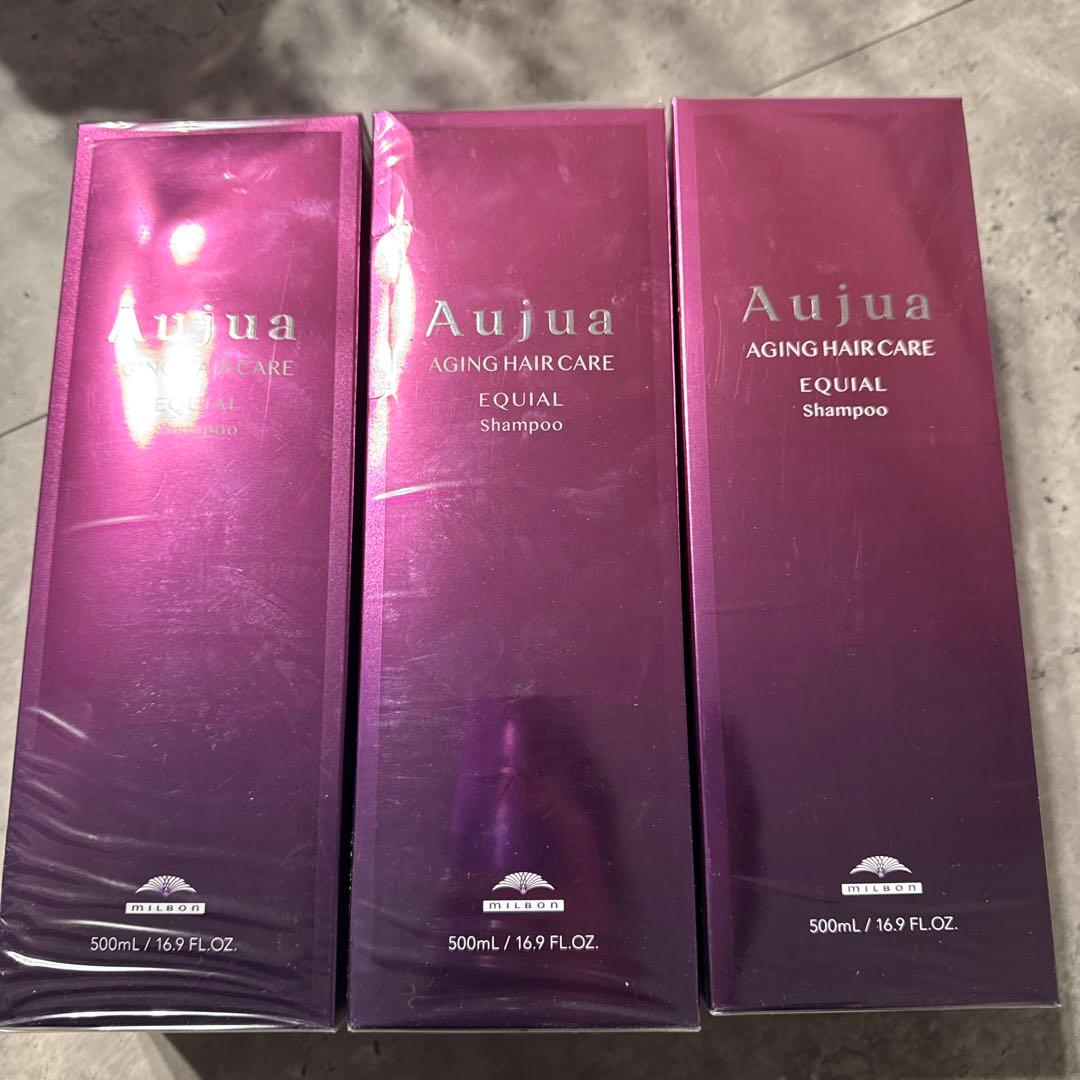 Aujua
AGING HAIR CARE
EQUIAL
Shampoo
MILBON
500mL / 16.9 FL.OZ.
Aujua
AGING HAIR CARE
EQUIAL
Shampoo
MILBON
500mL / 16.9 FL.OZ.
Aujua
AGING HAIR CARE
EQUIAL
Shampoo
MILBON
500mL / 16.9 FL.OZ.